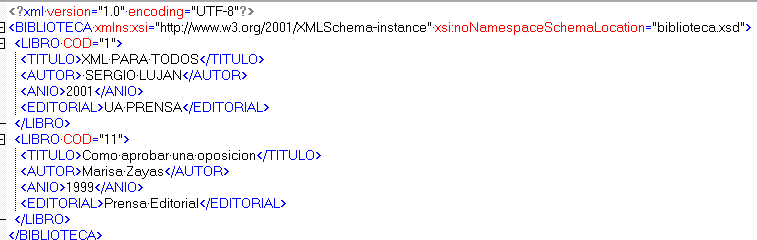 <?xml version="1.0" encoding="UTF-8"?>
<BIBLIOTECA xmlns:xsi="http://www.w3.org/2001/XMLSchema-instance" xsi:noNamespaceSchemaLocation="biblioteca.xsd">
<LIBRO COD="1">
<TITULO>XML PARA TODOS</TITULO>
<AUTOR> SERGIO LUJAN</AUTOR>
<ANIO>2001</ANIO>
<EDITORIAL>UA PRENSA</EDITORIAL>
</LIBRO>
<LIBRO COD="11">
<TITULO>Como aprobar una oposicion</TITULO>
<AUTOR>Marisa Zayas</AUTOR>
<ANIO>1999</ANIO>
<EDITORIAL>Prensa Editorial</EDITORIAL>
</LIBRO>
</BIBLIOTECA>